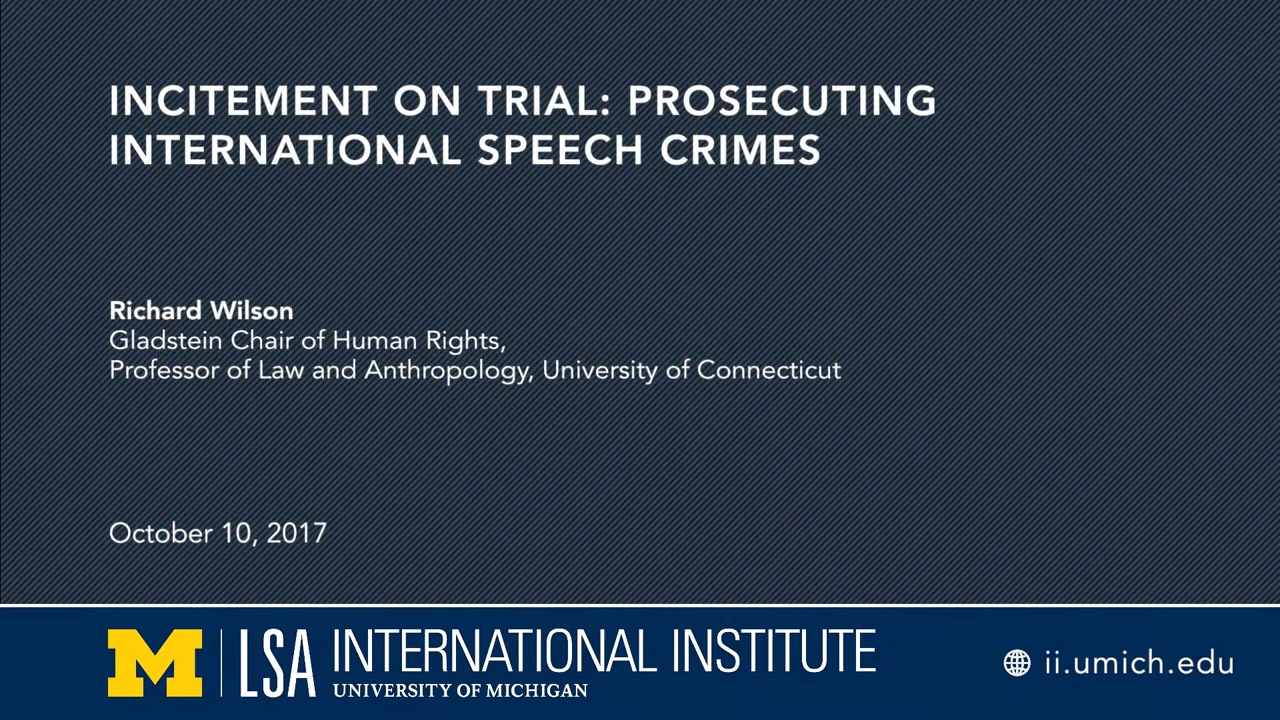 INCITEMENT ON TRIAL: PROSECUTING
INTERNATIONAL SPEECH CRIMES
Richard Wilson
Gladstein Chair of Human Rights,
Professor of Law and Anthropology, University of Connecticut
October 10, 2017
M LSA INTERNATIONAL INSTITUTE
UNIVERSITY OF MICHIGAN
ii.umich.edu